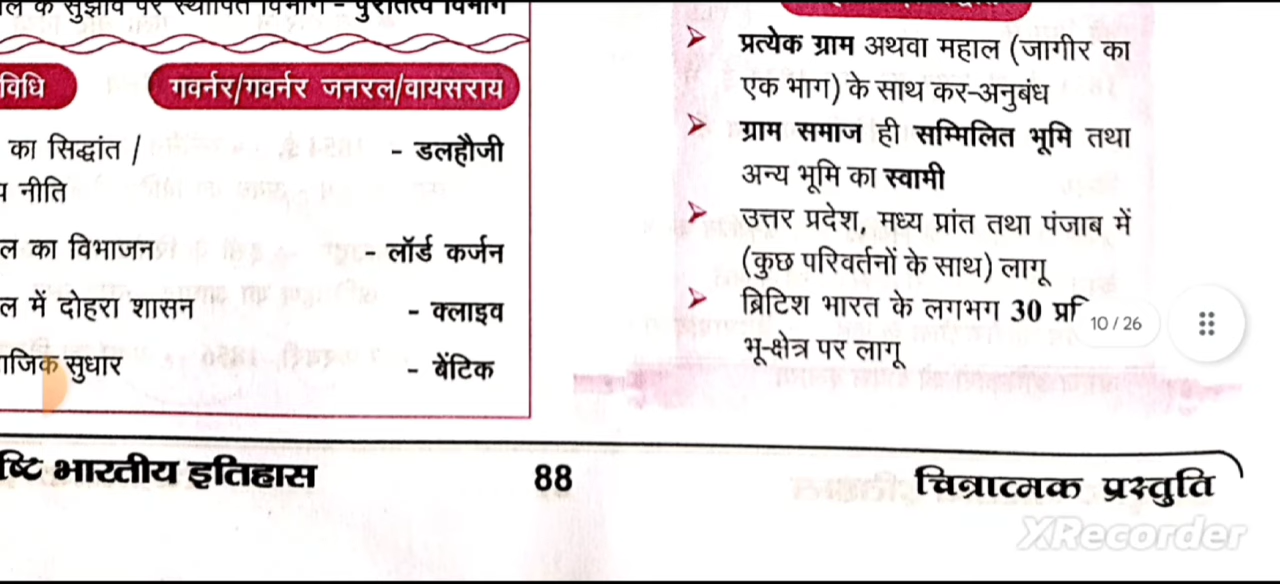 के सुझाव पर स्थापित विभाग - पुरातत्व विभाग
विधि
गवर्नर/गवर्नर जनरल/वायसराय
का सिद्धांत /
- डलहौजी
नीति
का विभाजन
- लॉर्ड कर्जन
में दोहरा शासन
- क्लाइव
सुधार
- बेंटिक
➤ प्रत्येक ग्राम अथवा महाल (जागीर का
एक भाग) के साथ कर-अनुबंध
➤ ग्राम समाज ही सम्मिलित भूमि तथा
अन्य भूमि का स्वामी
➤ उत्तर प्रदेश, मध्य प्रांत तथा पंजाब में
(कुछ परिवर्तनों के साथ) लागू
➤ ब्रिटिश भारत के लगभग 30
भू-क्षेत्र पर लागू
10 / 26
भारतीय इतिहास
88
चित्रात्मक प्रस्तुति
XRecorder